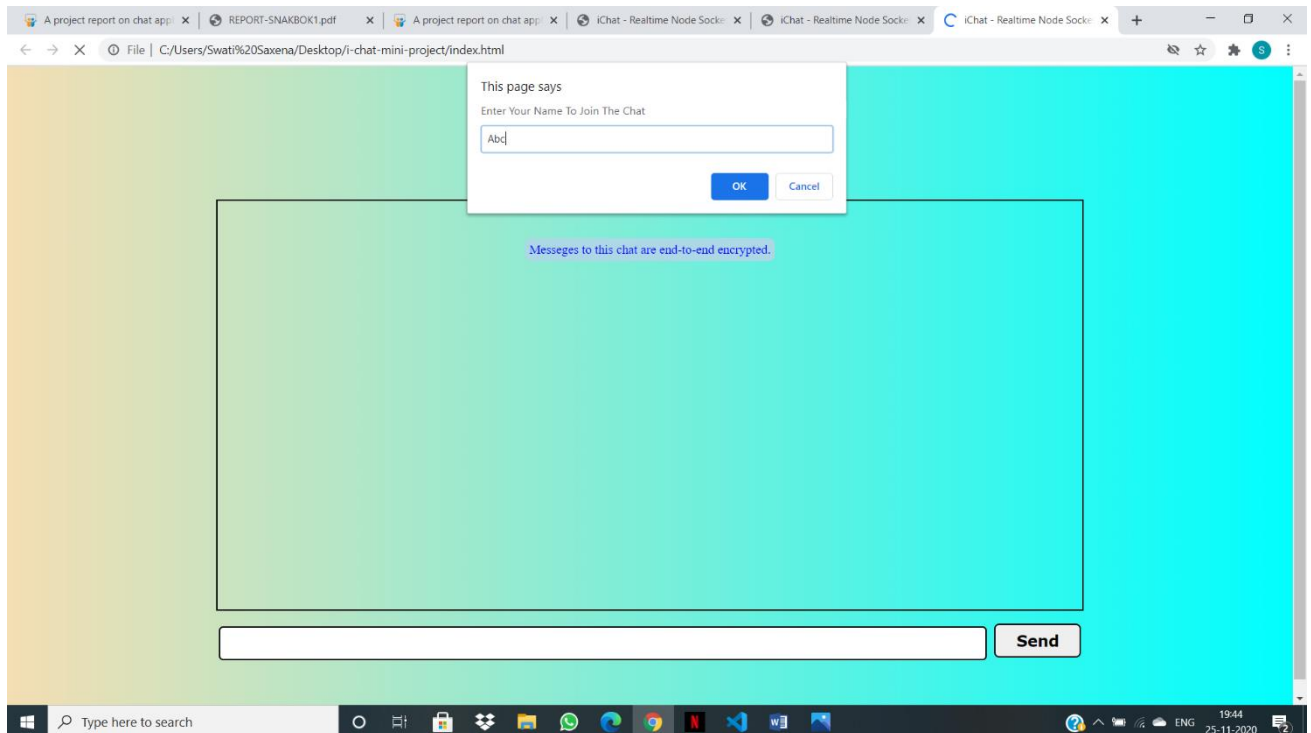 A project report on chat appl
REPORT-SNAKBOK1.pdf
A project report on chat appl
iChat - Realtime Node Socke
iChat - Realtime Node Socke
iChat - Realtime Node Socke
File | C:/Users/Swati%20Saxena/Desktop/i-chat-mini-project/index.html
S
This page says
Enter Your Name To Join The Chat
Abc
OK Cancel
Messeges to this chat are end-to-end encrypted.
Send
Type here to search
N
W
ENG
19:44
25-11-2020
2